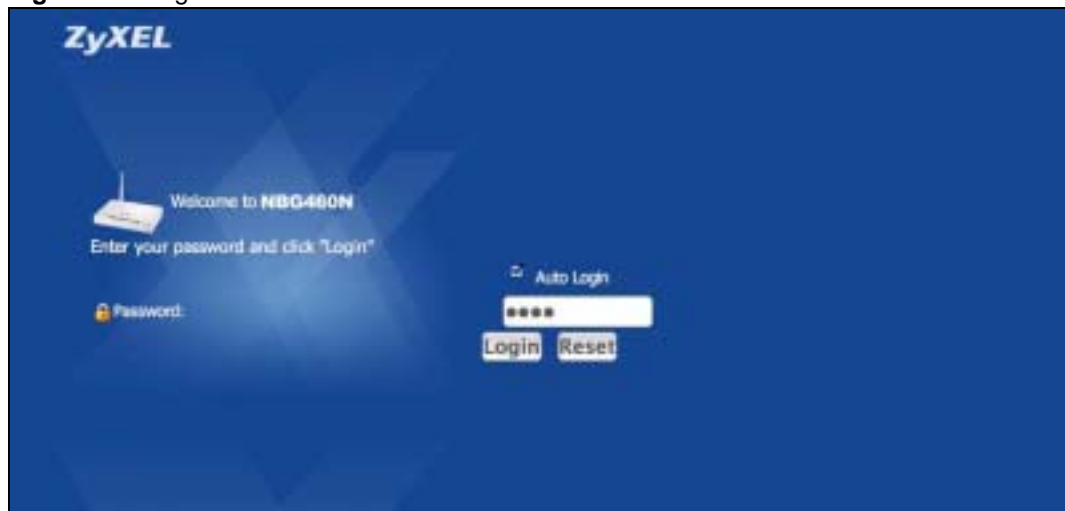 ZyXEL
Welcome to NBG460N
Enter your password and click "Login"
Auto Login
Password:
Login Reset